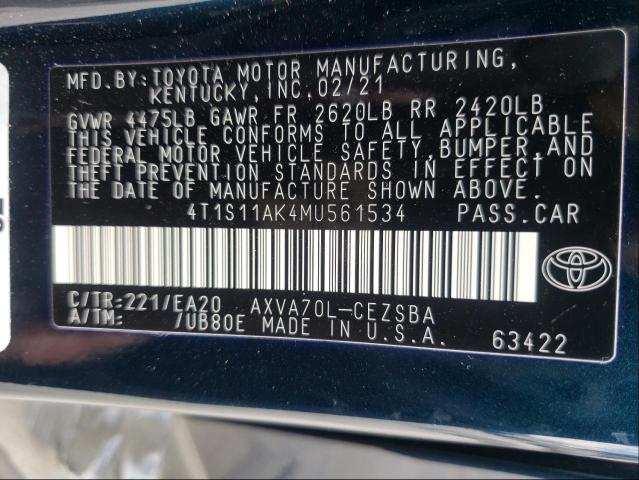 MFD.BY:TOYOTA MOTOR MANUFACTURING,
KENTUCKY,INC.02/21
GVWR 4475LB GAWR FR 2620LB RR 2420LB
THIS VEHICLE CONFORMS TO ALL APPLICABLE
FEDERAL MOTOR VEHICLE SAFETY,BUMPER,AND
THEFT PREVENTION STANDARDS IN EFFECT ON
THE DATE OF MANUFACTURE SHOWN ABOVE.
4T1S11AK4MU561534 PASS.CAR
C/TR:221/EA20 AXVA70L-CEZSBA
A/TM: /UB80E MADE IN U.S.A.
63422